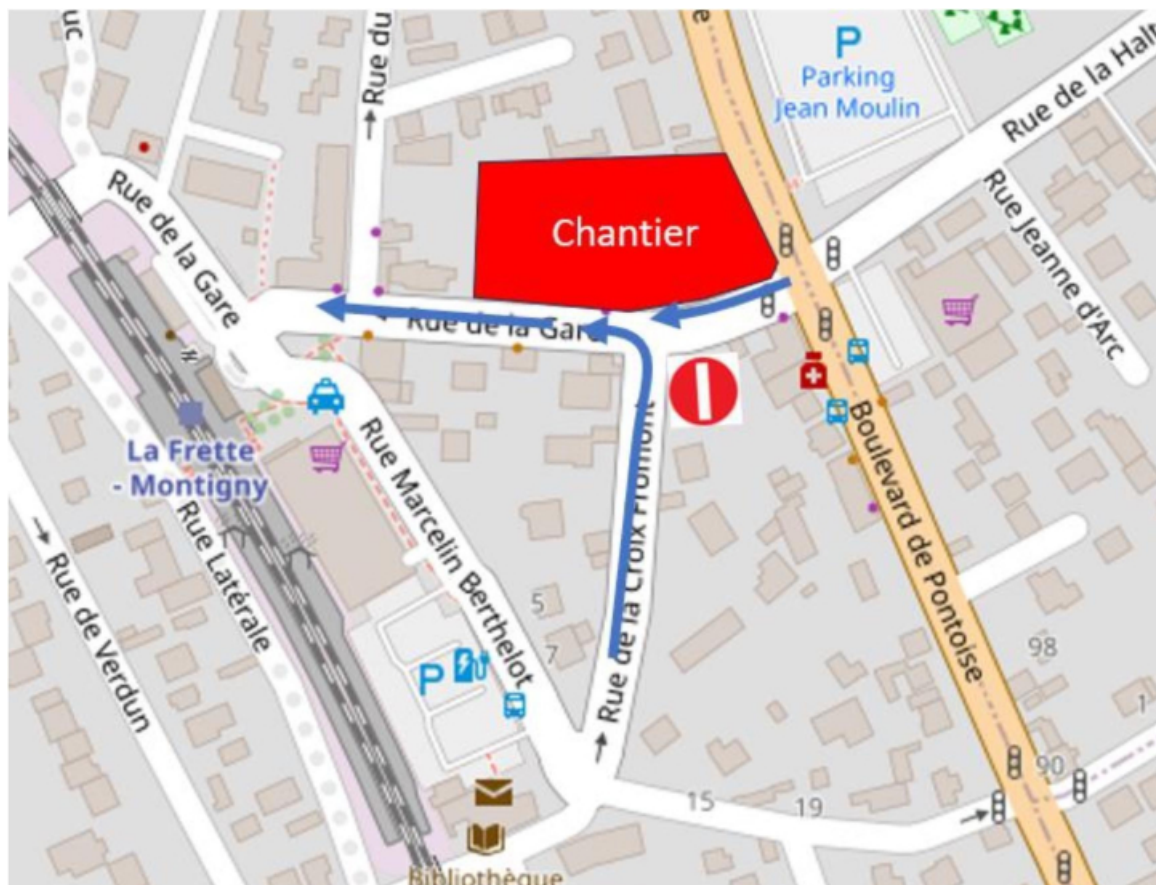 uc
Rue du
P
Parking
Jean Moulin
Rue de la Halt
Rue de la Gare
Chantier
Rue Jeanne d'Arc
Rue de la Gare
La Frette
- Montigny
Rue Marcelin Berthelot
Rue de la Croix Fromont
Boulevard de Pontoise
Rue Latérale
Rue de Verdun
5
7
P
98
1
90
15
19
Bibliothèque